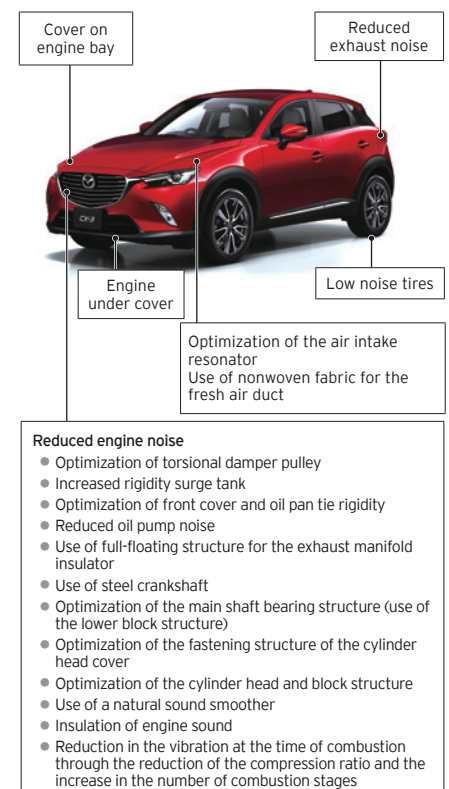 Cover on
engine bay
Reduced
exhaust noise
CX-3
Engine
under cover
Low noise tires
Optimization of the air intake
resonator
Use of nonwoven fabric for the
fresh air duct
Reduced engine noise
● Optimization of torsional damper pulley
● Increased rigidity surge tank
● Optimization of front cover and oil pan tie rigidity
● Reduced oil pump noise
● Use of full-floating structure for the exhaust manifold
insulator
● Use of steel crankshaft
● Optimization of the main shaft bearing structure (use of
the lower block structure)
● Optimization of the fastening structure of the cylinder
head cover
● Optimization of the cylinder head and block structure
● Use of a natural sound smoother
● Insulation of engine sound
● Reduction in the vibration at the time of combustion
through the reduction of the compression ratio and the
increase in the number of combustion stages